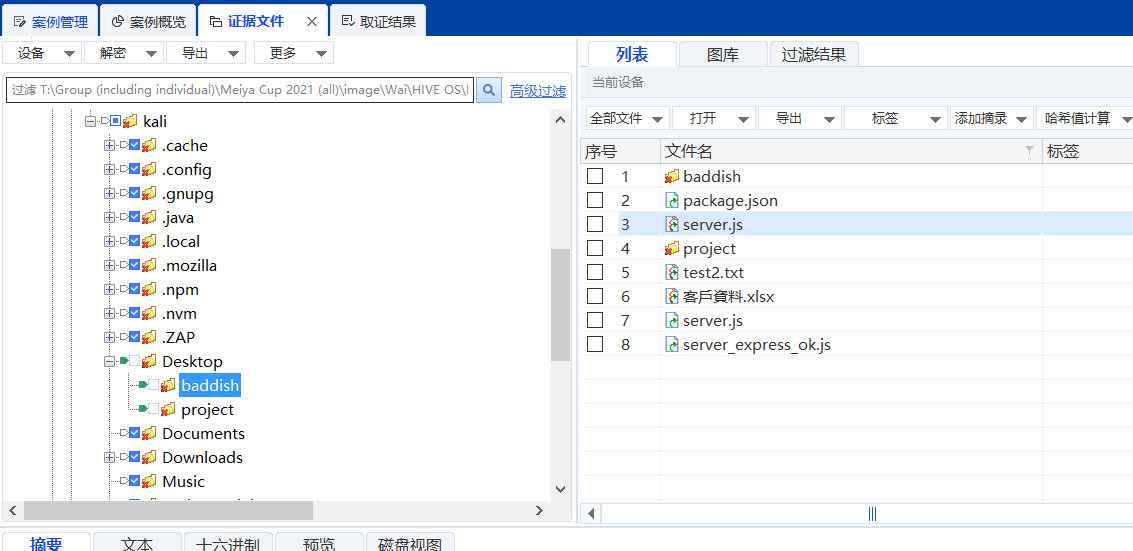 案例管理 案例概览 证据文件 取证结果
设备 解密 导出 更多
过滤 T:\Group (including individual)\Meiya Cup 2021 (all)\image\Wai\HIVE OS\ 高级过滤
kali
.cache
.config
.gnupg
.java
.local
.mozilla
.npm
.nvm
.ZAP
Desktop
baddish
project
Documents
Downloads
Music
列表 图库 过滤结果
当前设备
全部文件 打开 导出 标签 添加摘录 哈希值计算
序号 文件名 标签
1 baddish
2 package.json
3 server.js
4 project
5 test2.txt
6 客戶資料.xlsx
7 server.js
8 server_express_ok.js
摘要 文本 十六进制 预览 磁盘视图